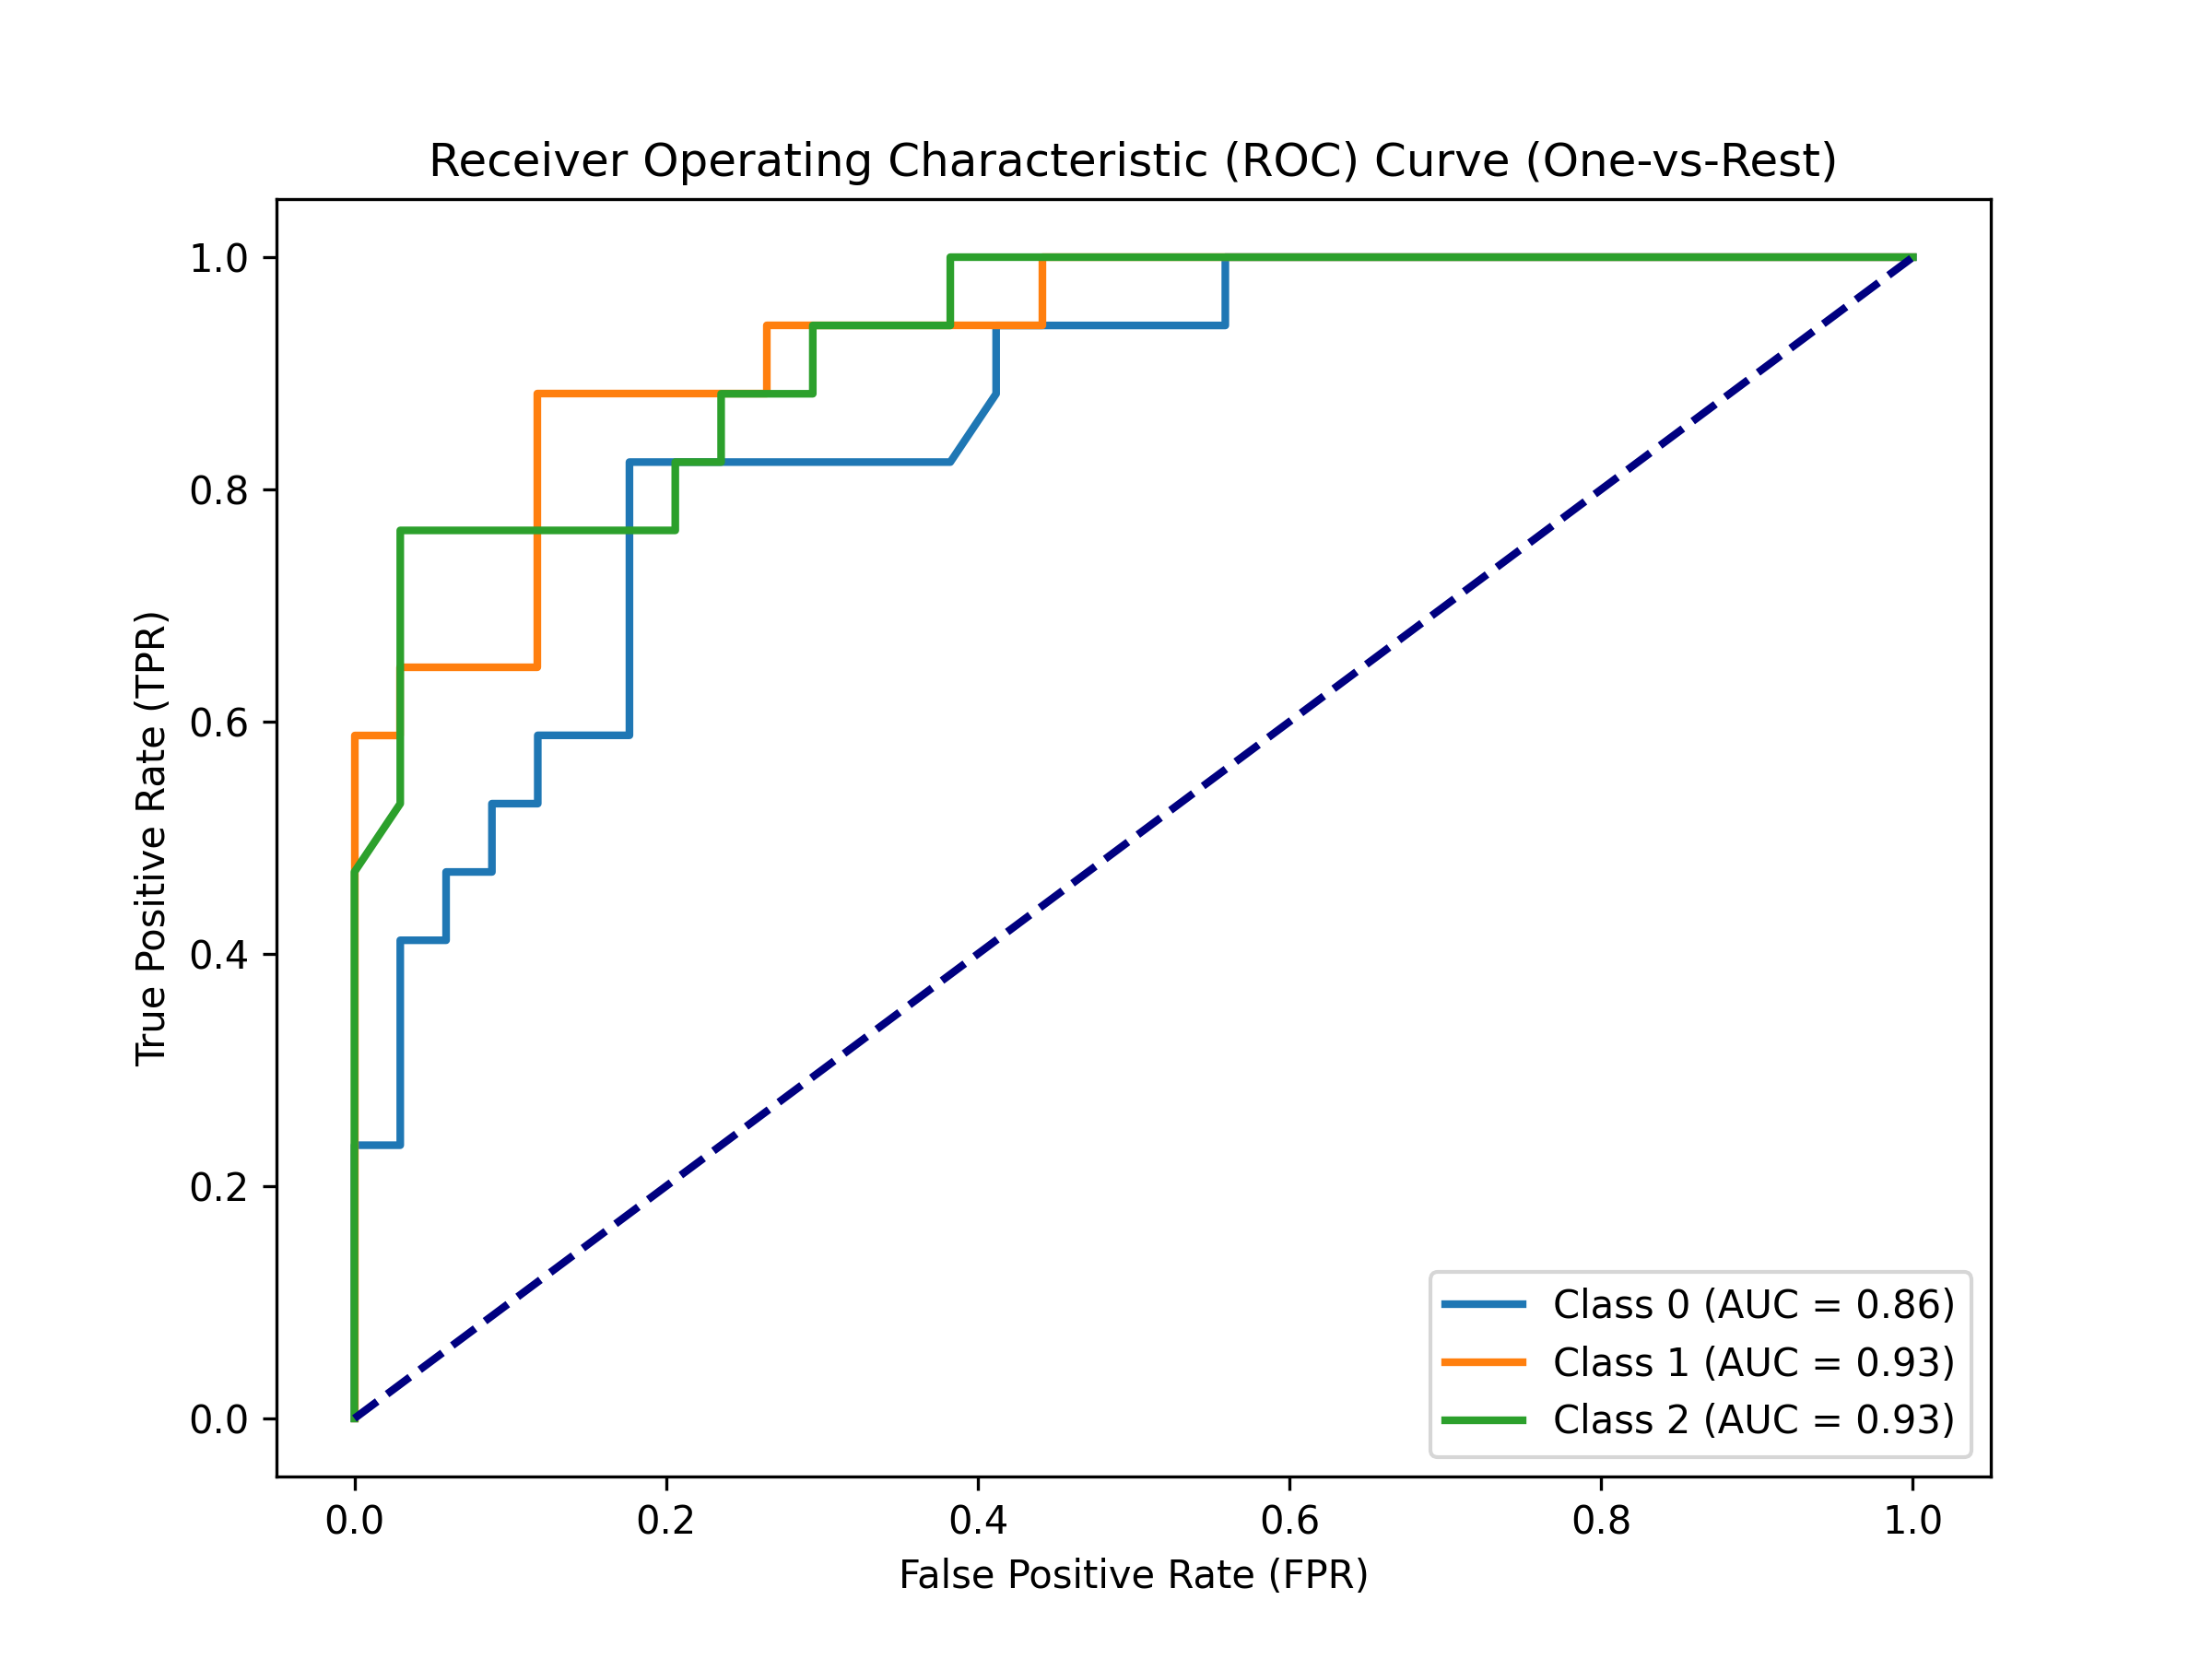 Receiver Operating Characteristic (ROC) Curve (One-vs-Rest)
1.0
0.8
0.6
0.4
0.2
0.0
True Positive Rate (TPR)
Class 0 (AUC = 0.86)
Class 1 (AUC = 0.93)
Class 2 (AUC = 0.93)
0.0 0.2 0.4 0.6 0.8 1.0
False Positive Rate (FPR)